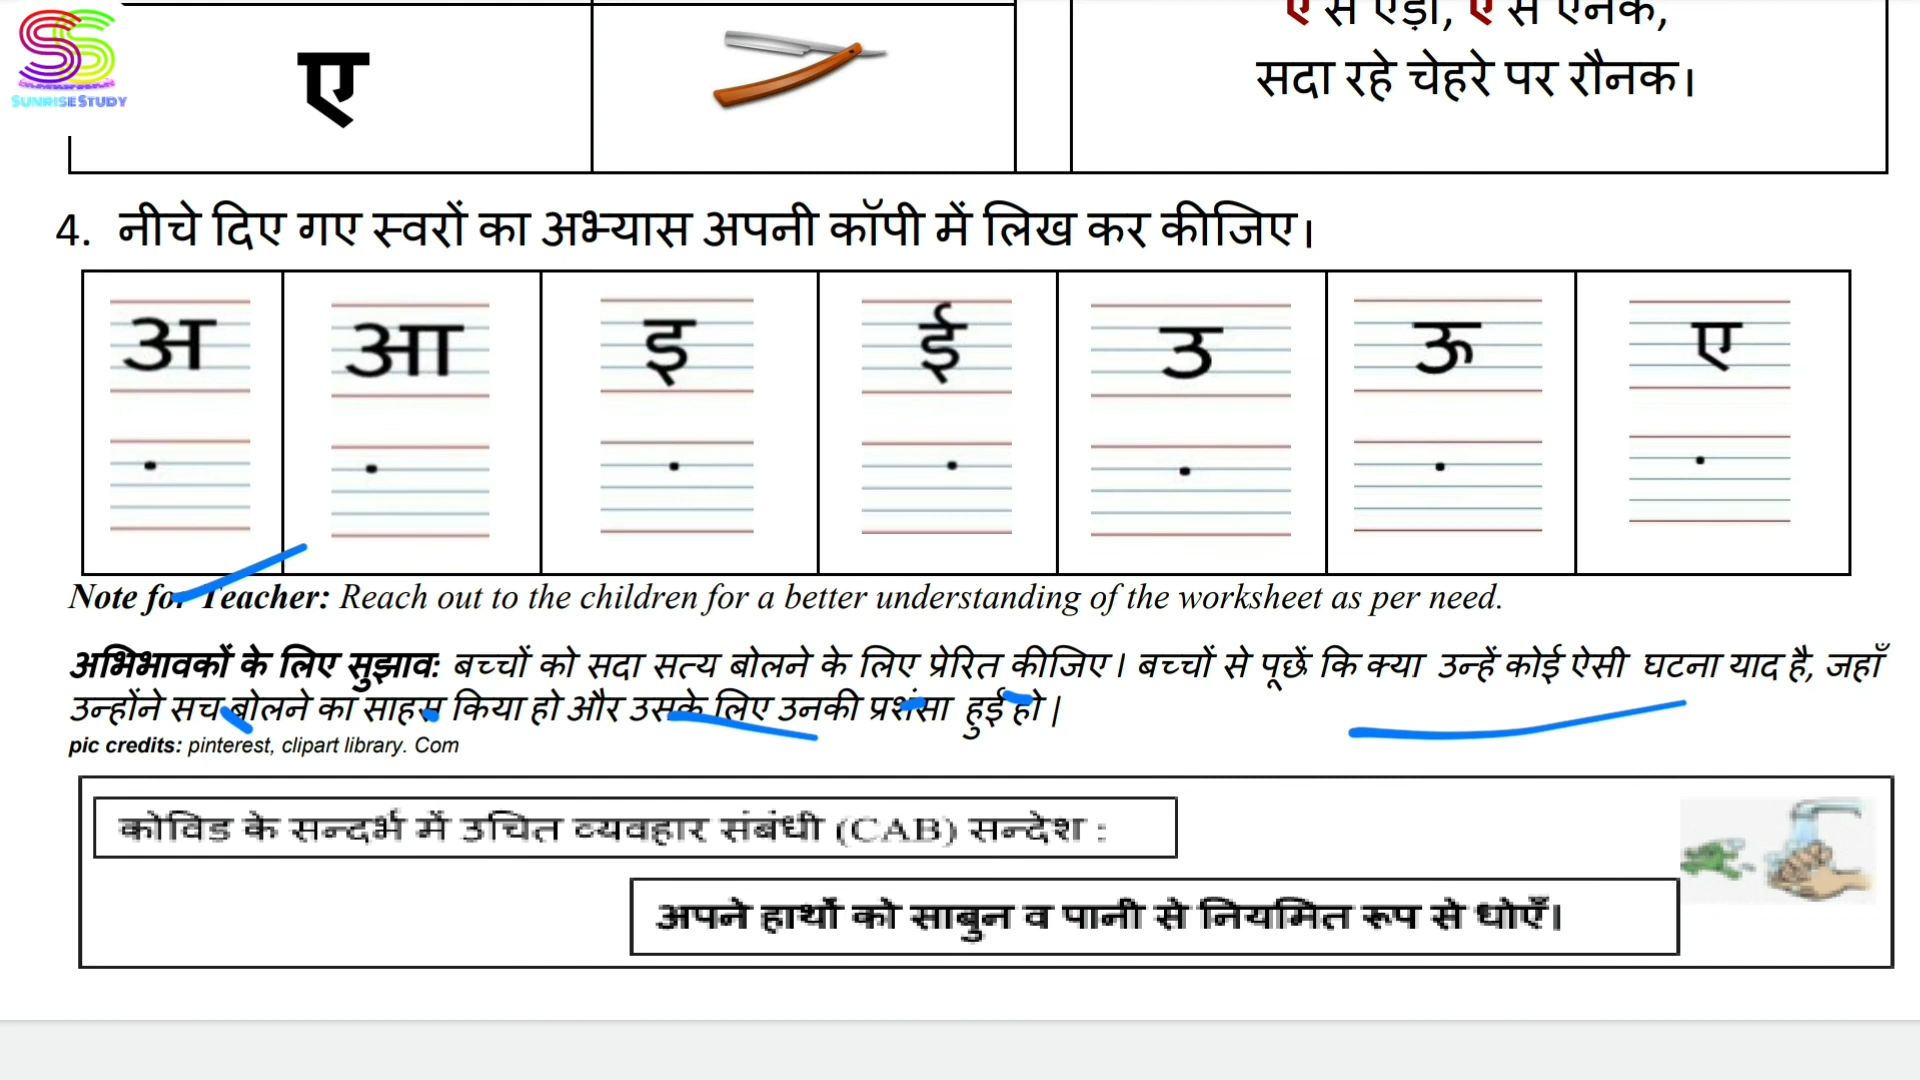 SUNRISESTUDY
ए
ए से एड़ी, ए से ऐनक,
सदा रहे चेहरे पर रौनक।
4. नीचे दिए गए स्वरों का अभ्यास अपनी कॉपी में लिख कर कीजिए।
अ आ इ ई उ ऊ ए
Note for Teacher: Reach out to the children for a better understanding of the worksheet as per need.
अभिभावकों के लिए सुझाव: बच्चों को सदा सत्य बोलने के लिए प्रेरित कीजिए। बच्चों से पूछें कि क्या उन्हें कोई ऐसी घटना याद है, जहाँ
उन्होंने सच बोलने का साहस किया हो और उसके लिए उनकी प्रशंसा हुई हो |
pic credits: pinterest, clipart library. Com
कोविड के सन्दर्भ में उचित व्यवहार संबंधी (CAB) सन्देश :
अपने हाथों को साबुन व पानी से नियमित रूप से धोएँ।